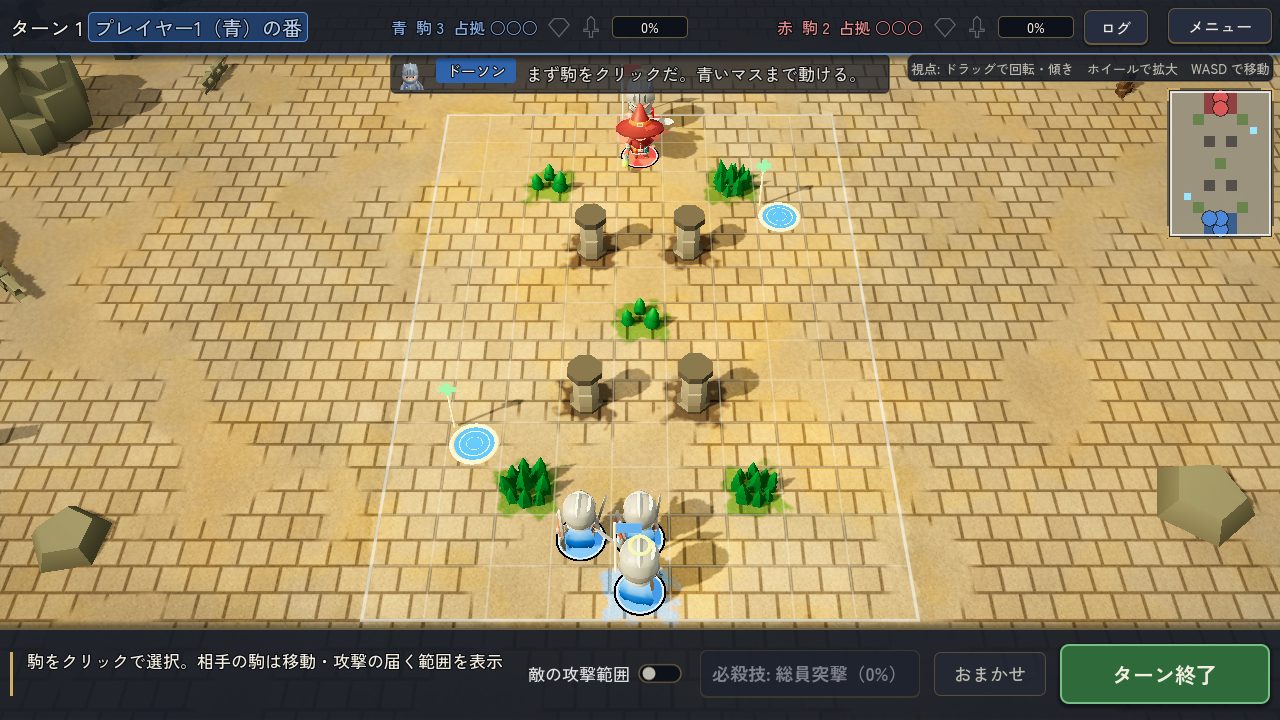 ターン 1 プレイヤー1（青）の番
青 駒 3 占拠 〇〇〇 0%
赤 駒 2 占拠 〇〇〇 0%
ログ
メニュー
ドーソン まず駒をクリックだ。青いマスまで動ける。
視点: ドラッグで回転・傾き ホイールで拡大 WASD で移動
駒をクリックで選択。相手の駒は移動・攻撃の届く範囲を表示
敵の攻撃範囲
必殺技: 総員突撃（0%）
おまかせ
ターン終了